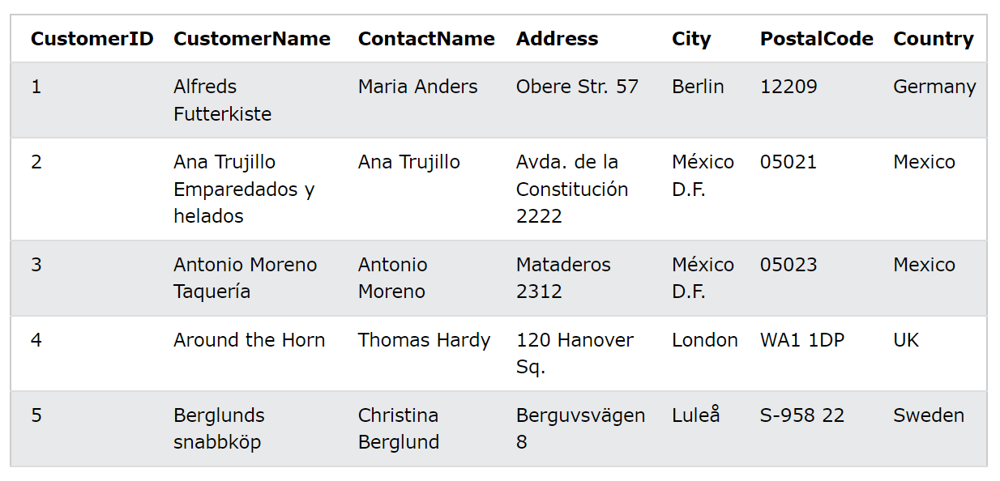 CustomerID CustomerName ContactName Address City PostalCode Country
1 Alfreds Maria Anders Obere Str. 57 Berlin 12209 Germany
Futterkiste
2 Ana Trujillo Ana Trujillo Avda. de la México 05021 Mexico
Emparedados y Constitución D.F.
helados 2222
3 Antonio Moreno Antonio Mataderos México 05023 Mexico
Taquería Moreno 2312 D.F.
4 Around the Horn Thomas Hardy 120 Hanover London WA1 1DP UK
Sq.
5 Berglunds Christina Berguvsvägen Luleå S-958 22 Sweden
snabbköp Berglund 8